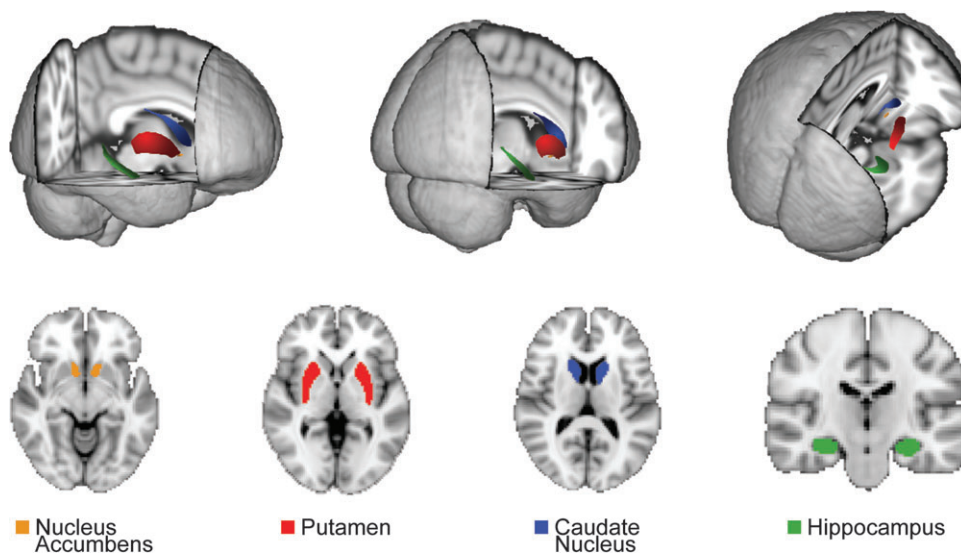 Nucleus
Accumbens
Putamen
Caudate
Nucleus
Hippocampus